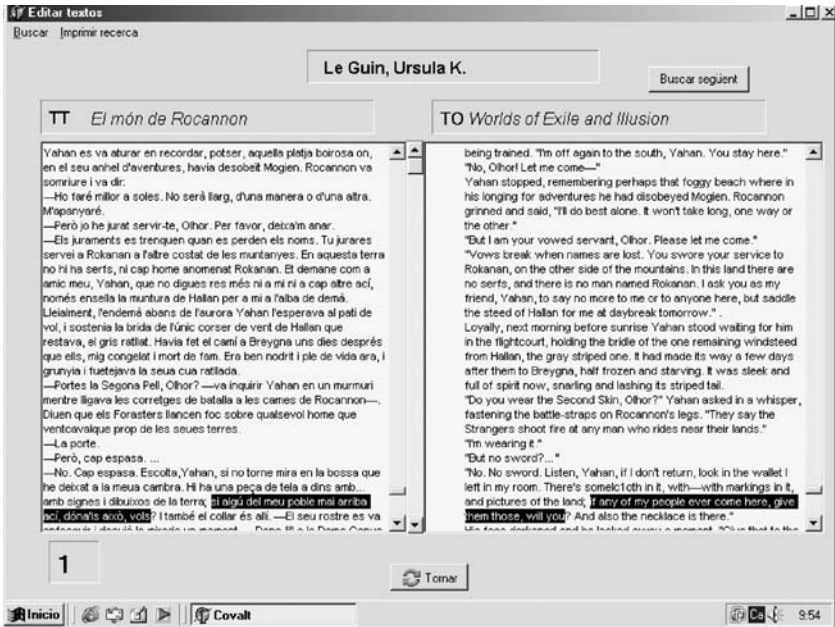 Editar textos
Buscar Imprimir recerca
Le Guin, Ursula K.
Buscar següent
TT El món de Rocannon
TO Worlds of Exile and Illusion
Yahan es va aturar en recordar, potser, aquella platja boirosa on,
en el seu anhel d'aventures, havia desobeït Mogien. Rocannon va
somriure i va dir:
—Ho faré millor a soles. No serà llarg, d'una manera o d'una altra.
M'apanyaré.
—Però jo he jurat servir-te, Olhor. Per favor, deixa'm anar.
—Els juraments es trenquen quan es perden els noms. Tu jurares
servei a Rokanan a l'altre costat de les muntanyes. En aquesta terra
no hi ha serfs, ni cap home anomenat Rokanan. Et demane com a
amic meu, Yahan, que no digues res més ni a mi ni a cap altre ací,
només ensella la muntura de Hallan per a mi a l'alba de demà.
Lleialment, l'endemà abans de l'aurora Yahan l'esperava al pati de
vol, i sostenia la brida de l'únic corser de vent de Hallan que
restava, el gris ratllat. Havia fet el camí a Breygna uns dies després
que ells, mig congelat i mort de fam. Era ben nodrit i ple de vida ara, i
grunyia i fuetejava la seua cua ratllada.
—Portes la Segona Pell, Olhor? —va inquirir Yahan en un murmuri
mentre lligava les corretges de batalla a les cames de Rocannon—.
Diuen que els Forasters llancen foc sobre qualsevol home que
ventcavalque prop de les seues terres.
—La porte.
—Però, cap espasa. ...
—No. Cap espasa. Escolta,Yahan, si no torne mira en la bossa que
he deixat a la meua cambra. Hi ha una peça de tela a dins amb...
amb signes i dibuixos de la terra; si algú del meu poble mai arriba
ací, dóna'ls això, vols? I també el collar és allí. —El seu rostre es va
being trained. "I'm off again to the south, Yahan. You stay here."
"No, Olhor! Let me come—"
Yahan stopped, remembering perhaps that foggy beach where in
his longing for adventures he had disobeyed Mogien. Rocannon
grinned and said, "I'll do best alone. It won't take long, one way or
the other."
"But I am your vowed servant, Olhor. Please let me come."
"Vows break when names are lost. You swore your service to
Rokanan, on the other side of the mountains. In this land there are
no serfs, and there is no man named Rokanan. I ask you as my
friend, Yahan, to say no more to me or to anyone here, but saddle
the steed of Hallan for me at daybreak tomorrow." .
Loyally, next morning before sunrise Yahan stood waiting for him
in the flightcourt, holding the bridle of the one remaining windsteed
from Hallan, the gray striped one. It had made its way a few days
after them to Breygna, half frozen and starving. It was sleek and
full of spirit now, snarling and lashing its striped tail.
"Do you wear the Second Skin, Olhor?" Yahan asked in a whisper,
fastening the battle-straps on Rocannon's legs. "They say the
Strangers shoot fire at any man who rides near their lands."
"I'm wearing it."
"But no sword?..."
"No. No sword. Listen, Yahan, if I don't return, look in the wallet I
left in my room. There's somelc1oth in it, with—with markings in it,
and pictures of the land; if any of my people ever come here, give
them those, will you? And also the necklace is there."
His face darkened and he looked away a moment. "Give that to the
1
Tornar
Inicio
Covalt
Ca
9:54